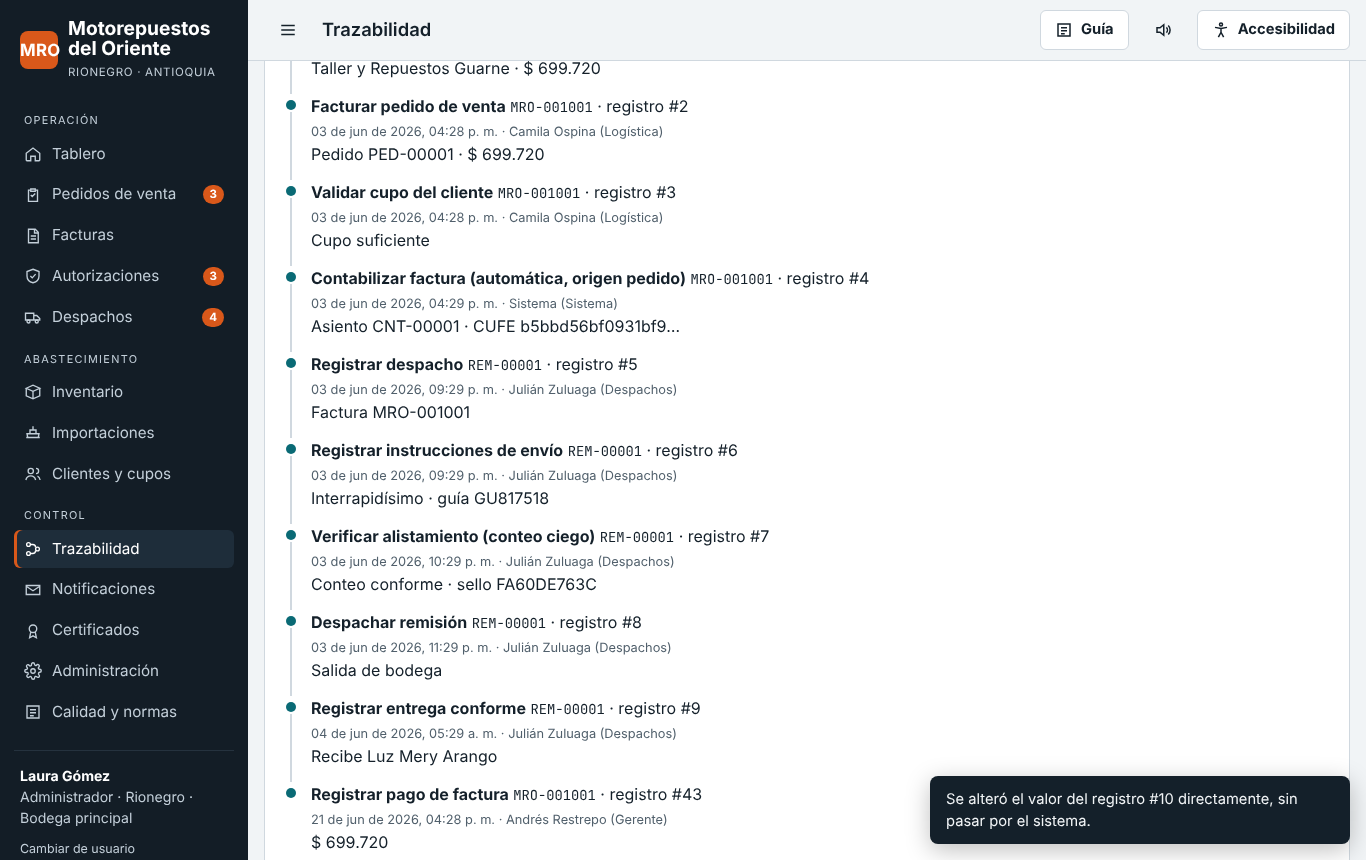 MRO
Motorepuestos
del Oriente
RIONEGRO · ANTIOQUIA
OPERACIÓN
Tablero
Pedidos de venta 3
Facturas
Autorizaciones 3
Despachos 4
ABASTECIMIENTO
Inventario
Importaciones
Clientes y cupos
CONTROL
Trazabilidad
Notificaciones
Certificados
Administración
Calidad y normas
Laura Gómez
Administrador · Rionegro ·
Bodega principal
Cambiar de usuario
Trazabilidad
Guía
Accesibilidad
Taller y Repuestos Guarne · $ 699.720
Facturar pedido de venta MRO-001001 · registro #2
03 de jun de 2026, 04:28 p. m. · Camila Ospina (Logística)
Pedido PED-00001 · $ 699.720
Validar cupo del cliente MRO-001001 · registro #3
03 de jun de 2026, 04:28 p. m. · Camila Ospina (Logística)
Cupo suficiente
Contabilizar factura (automática, origen pedido) MRO-001001 · registro #4
03 de jun de 2026, 04:29 p. m. · Sistema (Sistema)
Asiento CNT-00001 · CUFE b5bbd56bf0931bf9…
Registrar despacho REM-00001 · registro #5
03 de jun de 2026, 09:29 p. m. · Julián Zuluaga (Despachos)
Factura MRO-001001
Registrar instrucciones de envío REM-00001 · registro #6
03 de jun de 2026, 09:29 p. m. · Julián Zuluaga (Despachos)
Interrapidísimo · guía GU817518
Verificar alistamiento (conteo ciego) REM-00001 · registro #7
03 de jun de 2026, 10:29 p. m. · Julián Zuluaga (Despachos)
Conteo conforme · sello FA60DE763C
Despachar remisión REM-00001 · registro #8
03 de jun de 2026, 11:29 p. m. · Julián Zuluaga (Despachos)
Salida de bodega
Registrar entrega conforme REM-00001 · registro #9
04 de jun de 2026, 05:29 a. m. · Julián Zuluaga (Despachos)
Recibe Luz Mery Arango
Registrar pago de factura MRO-001001 · registro #43
21 de jun de 2026, 04:28 p. m. · Andrés Restrepo (Gerente)
$ 699.720
Se alteró el valor del registro #10 directamente, sin
pasar por el sistema.